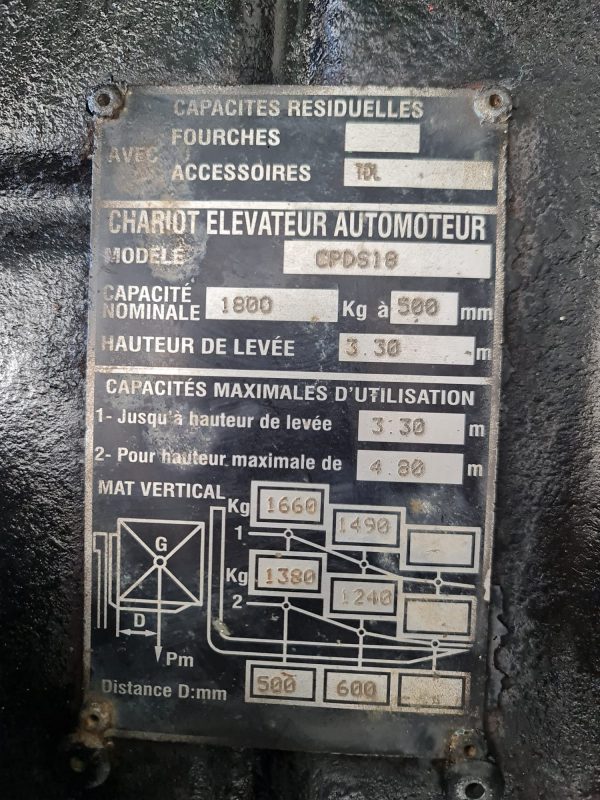 CAPACITES RESIDUELLES
AVEC
FOURCHES
ACCESSOIRES TDL
CHARIOT ELEVATEUR AUTOMOTEUR
MODELE CPDS18
CAPACITÉ NOMINALE 1800 Kg à 500 mm
HAUTEUR DE LEVÉE 3.30 m
CAPACITÉS MAXIMALES D'UTILISATION
1- Jusqu'à hauteur de levée 3.30 m
2- Pour hauteur maximale de 4.80 m
MAT VERTICAL
Kg 1660 1490
1
G
Kg 1380 1240
2
D
Pm
Distance D:mm 500 600